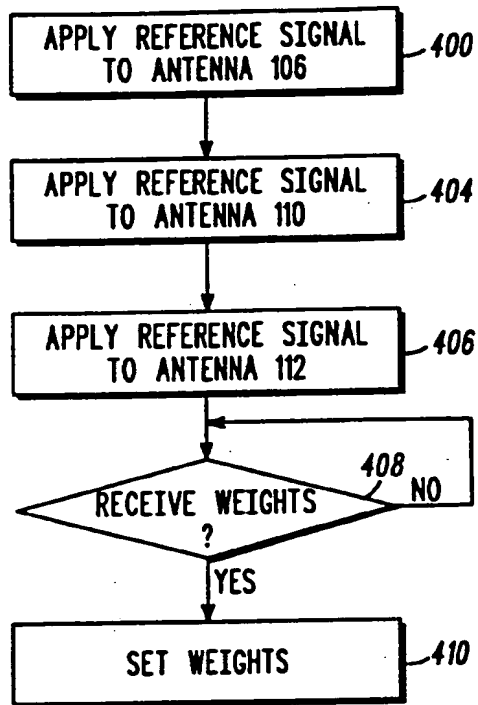 APPLY REFERENCE SIGNAL
TO ANTENNA 106
400
APPLY REFERENCE SIGNAL
TO ANTENNA 110
404
APPLY REFERENCE SIGNAL
TO ANTENNA 112
406
408
RECEIVE WEIGHTS
?
NO
YES
SET WEIGHTS
410